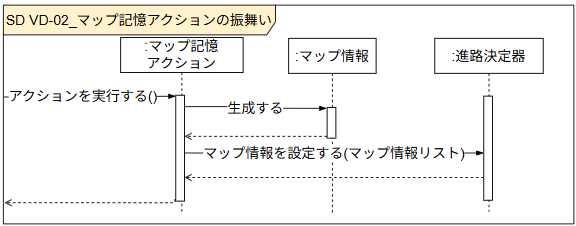 SD VD-02_マップ記憶アクションの振舞い
:マップ記憶
アクション
:マップ情報
:進路決定器
アクションを実行する()
生成する
マップ情報を設定する(マップ情報リスト)